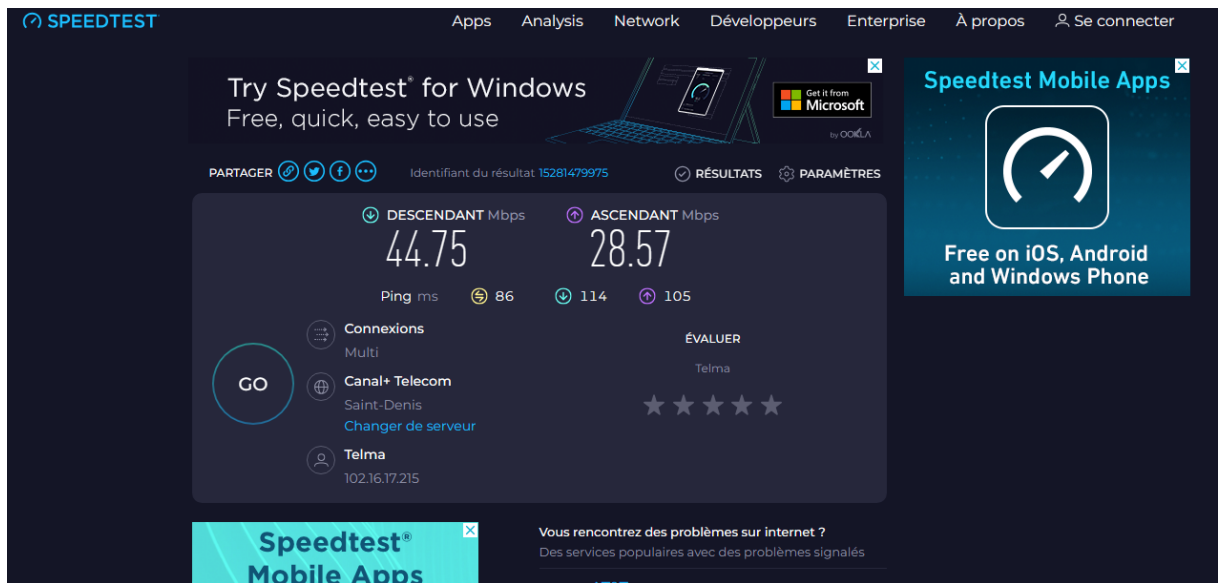 SPEEDTEST
Apps Analysis Network Développeurs Enterprise À propos Se connecter
Try Speedtest® for Windows
Free, quick, easy to use
Get it from
Microsoft
by OOKLA
Speedtest Mobile Apps
Free on iOS, Android
and Windows Phone
PARTAGER Identifiant du résultat 15281479975 RÉSULTATS PARAMÈTRES
DESCENDANT Mbps ASCENDANT Mbps
44.75 28.57
Ping ms 86 114 105
GO
Connexions
Multi
Canal+ Telecom
Saint-Denis
Changer de serveur
Telma
102.16.17.215
ÉVALUER
Telma
Speedtest®
Mobile Apps
Vous rencontrez des problèmes sur internet ?
Des services populaires avec des problèmes signalés